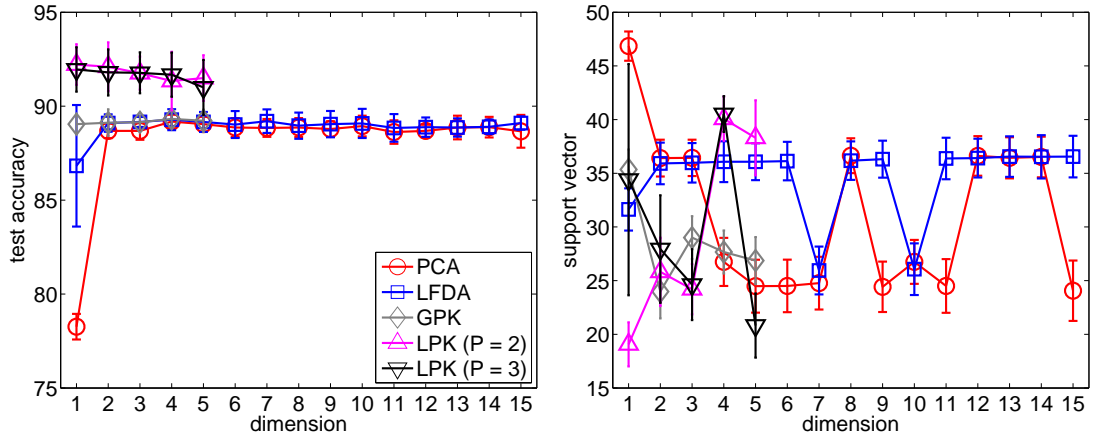 95
90
85
80
75
test accuracy
1 2 3 4 5 6 7 8 9 10 11 12 13 14 15
dimension
PCA
LFDA
GPK
LPK (P = 2)
LPK (P = 3)
50
45
40
35
30
25
20
15
support vector
1 2 3 4 5 6 7 8 9 10 11 12 13 14 15
dimension